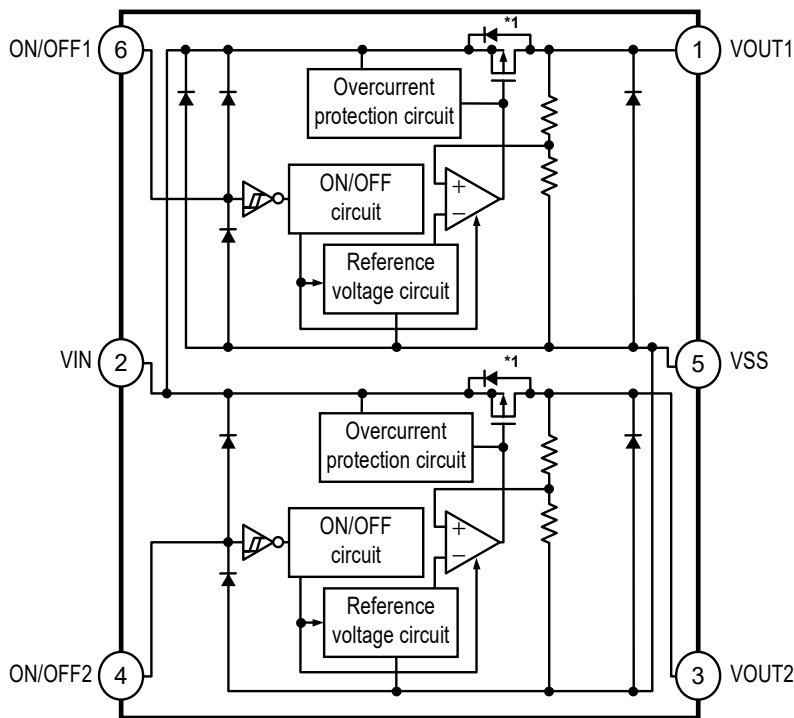 ON/OFF1
6
*1
1
VOUT1
Overcurrent
protection circuit
ON/OFF
circuit
+
−
Reference
voltage circuit
VIN
2
5
VSS
*1
Overcurrent
protection circuit
ON/OFF
circuit
+
−
Reference
voltage circuit
ON/OFF2
4
3
VOUT2